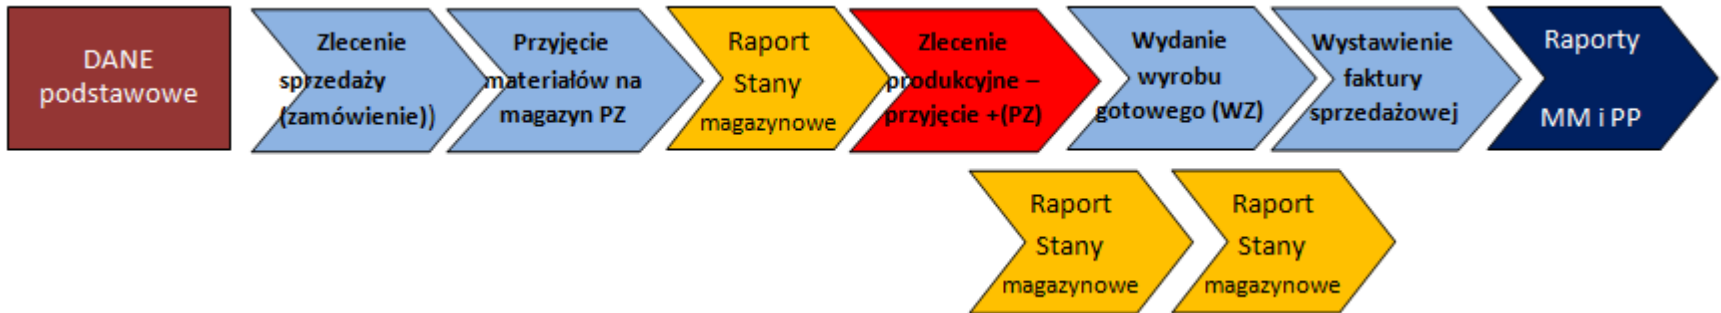 DANE
podstawowe
Zlecenie
sprzedaży
(zamówienie))
Przyjęcie
materiałów na
magazyn PZ
Raport
Stany
magazynowe
Zlecenie
produkcyjne –
przyjęcie +(PZ)
Wydanie
wyrobu
gotowego (WZ)
Wystawienie
faktury
sprzedażowej
Raporty
MM i PP
Raport
Stany
magazynowe
Raport
Stany
magazynowe